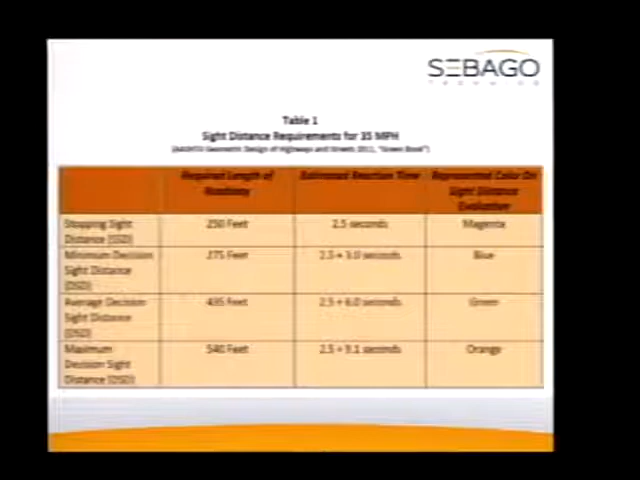 SEBAGO
TECHNICS
Table 1
Sight Distance Requirements for 35 MPH
(AASHTO Geometric Design of Highways and Streets 2011, "Green Book")
Required Length of
Roadway
Estimated Reaction Time
Represented Color On
Sight Distance
Evaluation
Stopping Sight
Distance (SSD)
250 Feet
2.5 seconds
Magenta
Minimum Decision
Sight Distance
(DSD)
275 Feet
2.5 + 3.0 seconds
Blue
Average Decision
Sight Distance
(DSD)
435 Feet
2.5 + 6.0 seconds
Green
Maximum
Decision Sight
Distance (DSD)
540 Feet
2.5 + 9.1 seconds
Orange